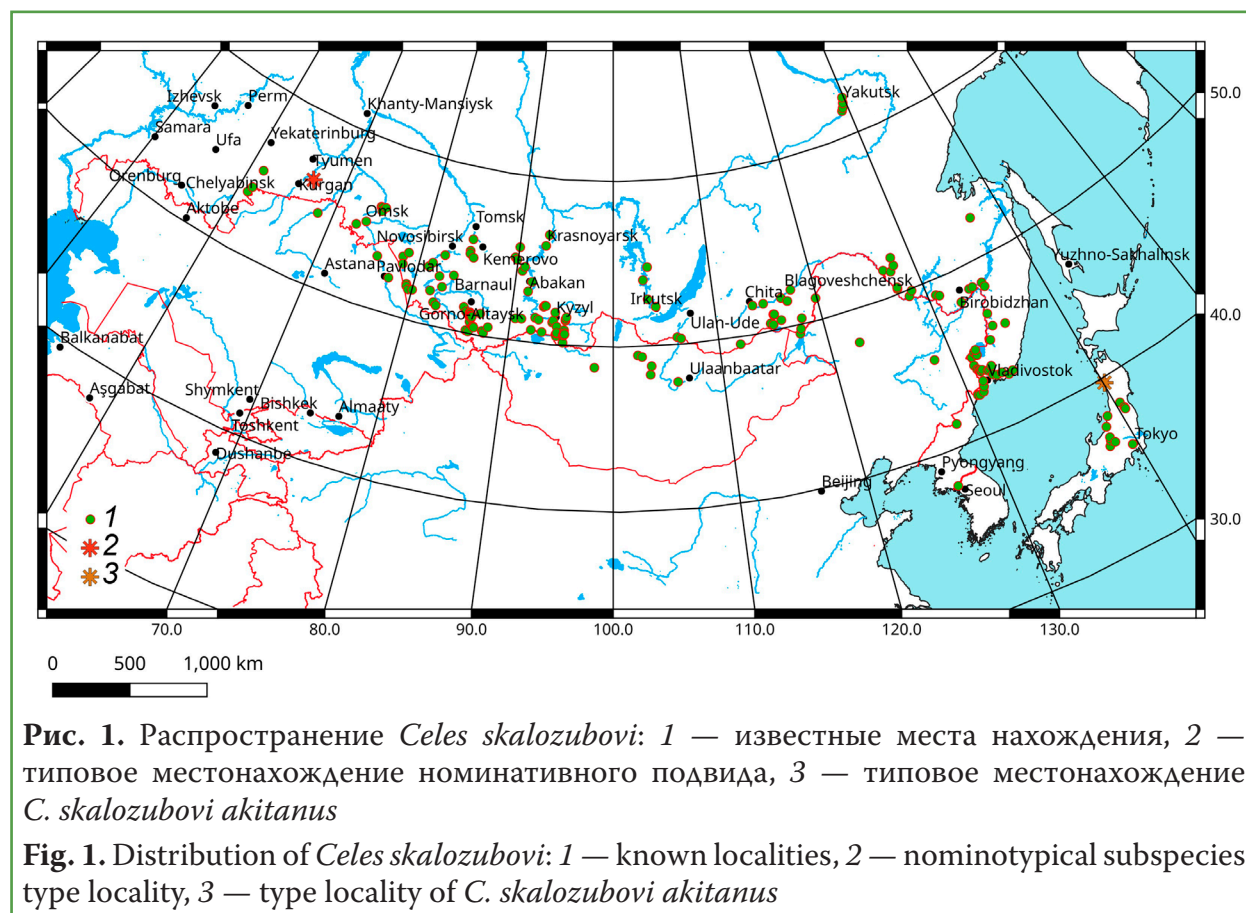 Yakutsk
50.0
Izhevsk
Perm
Khanty-Mansiysk
Samara
Ufa
Yekaterinburg
Tyumen
Orenburg
Chelyabinsk
Kurgan
Aktobe
Omsk
Tomsk
Novosibirsk
Krasnoyarsk
Kemerovo
Yuzhno-Sakhalinsk
Astana
Pavlodar
Barnaul
Abakan
Blagoveshchensk
Chita
Irkutsk
Birobidzhan
Gorno-Altaysk
Kyzyl
Ulan-Ude
40.0
Balkanabat
Ulaanbaatar
Vladivostok
Aşgabat
Shymkent
Bishkek
Almaaty
Toshkent
Tokyo
Dushanbe
Pyongyang
Beijing
Seoul
30.0
1
2
3
70.0
80.0
90.0
100.0
110.0
120.0
130.0
0 500 1,000 km
Рис. 1. Распространение Celes skalozubovi: 1 — известные места нахождения, 2 —
типовое местонахождение номинативного подвида, 3 — типовое местонахождение
C. skalozubovi akitanus
Fig. 1. Distribution of Celes skalozubovi: 1 — known localities, 2 — nominotypical subspecies
type locality, 3 — type locality of C. skalozubovi akitanus